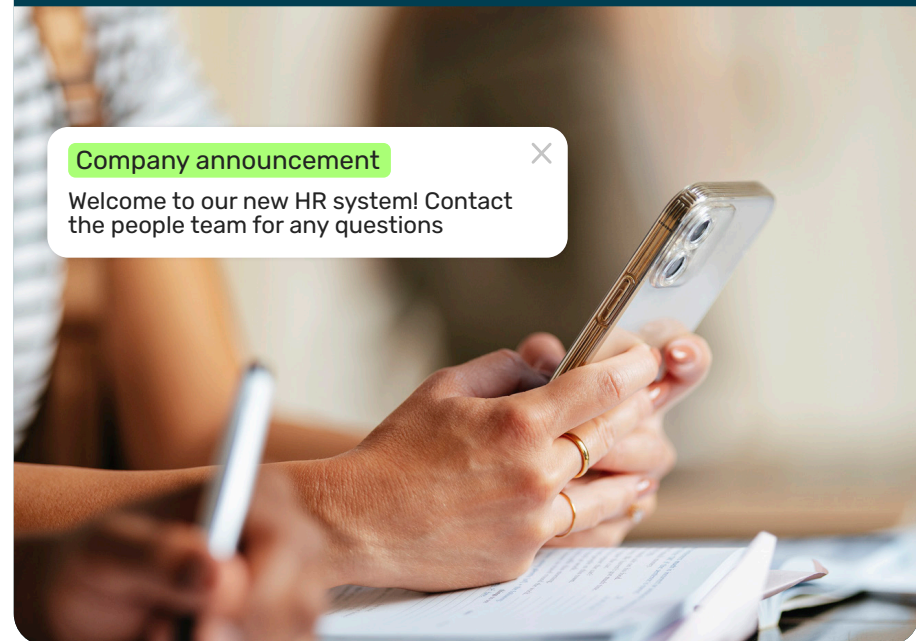 Company announcement
Welcome to our new HR system! Contact
the people team for any questions